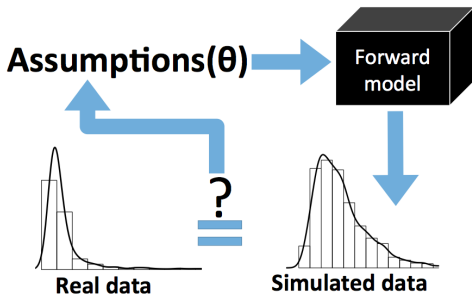 Assumptions(θ)
Forward
model
?
=
Real data
Simulated data